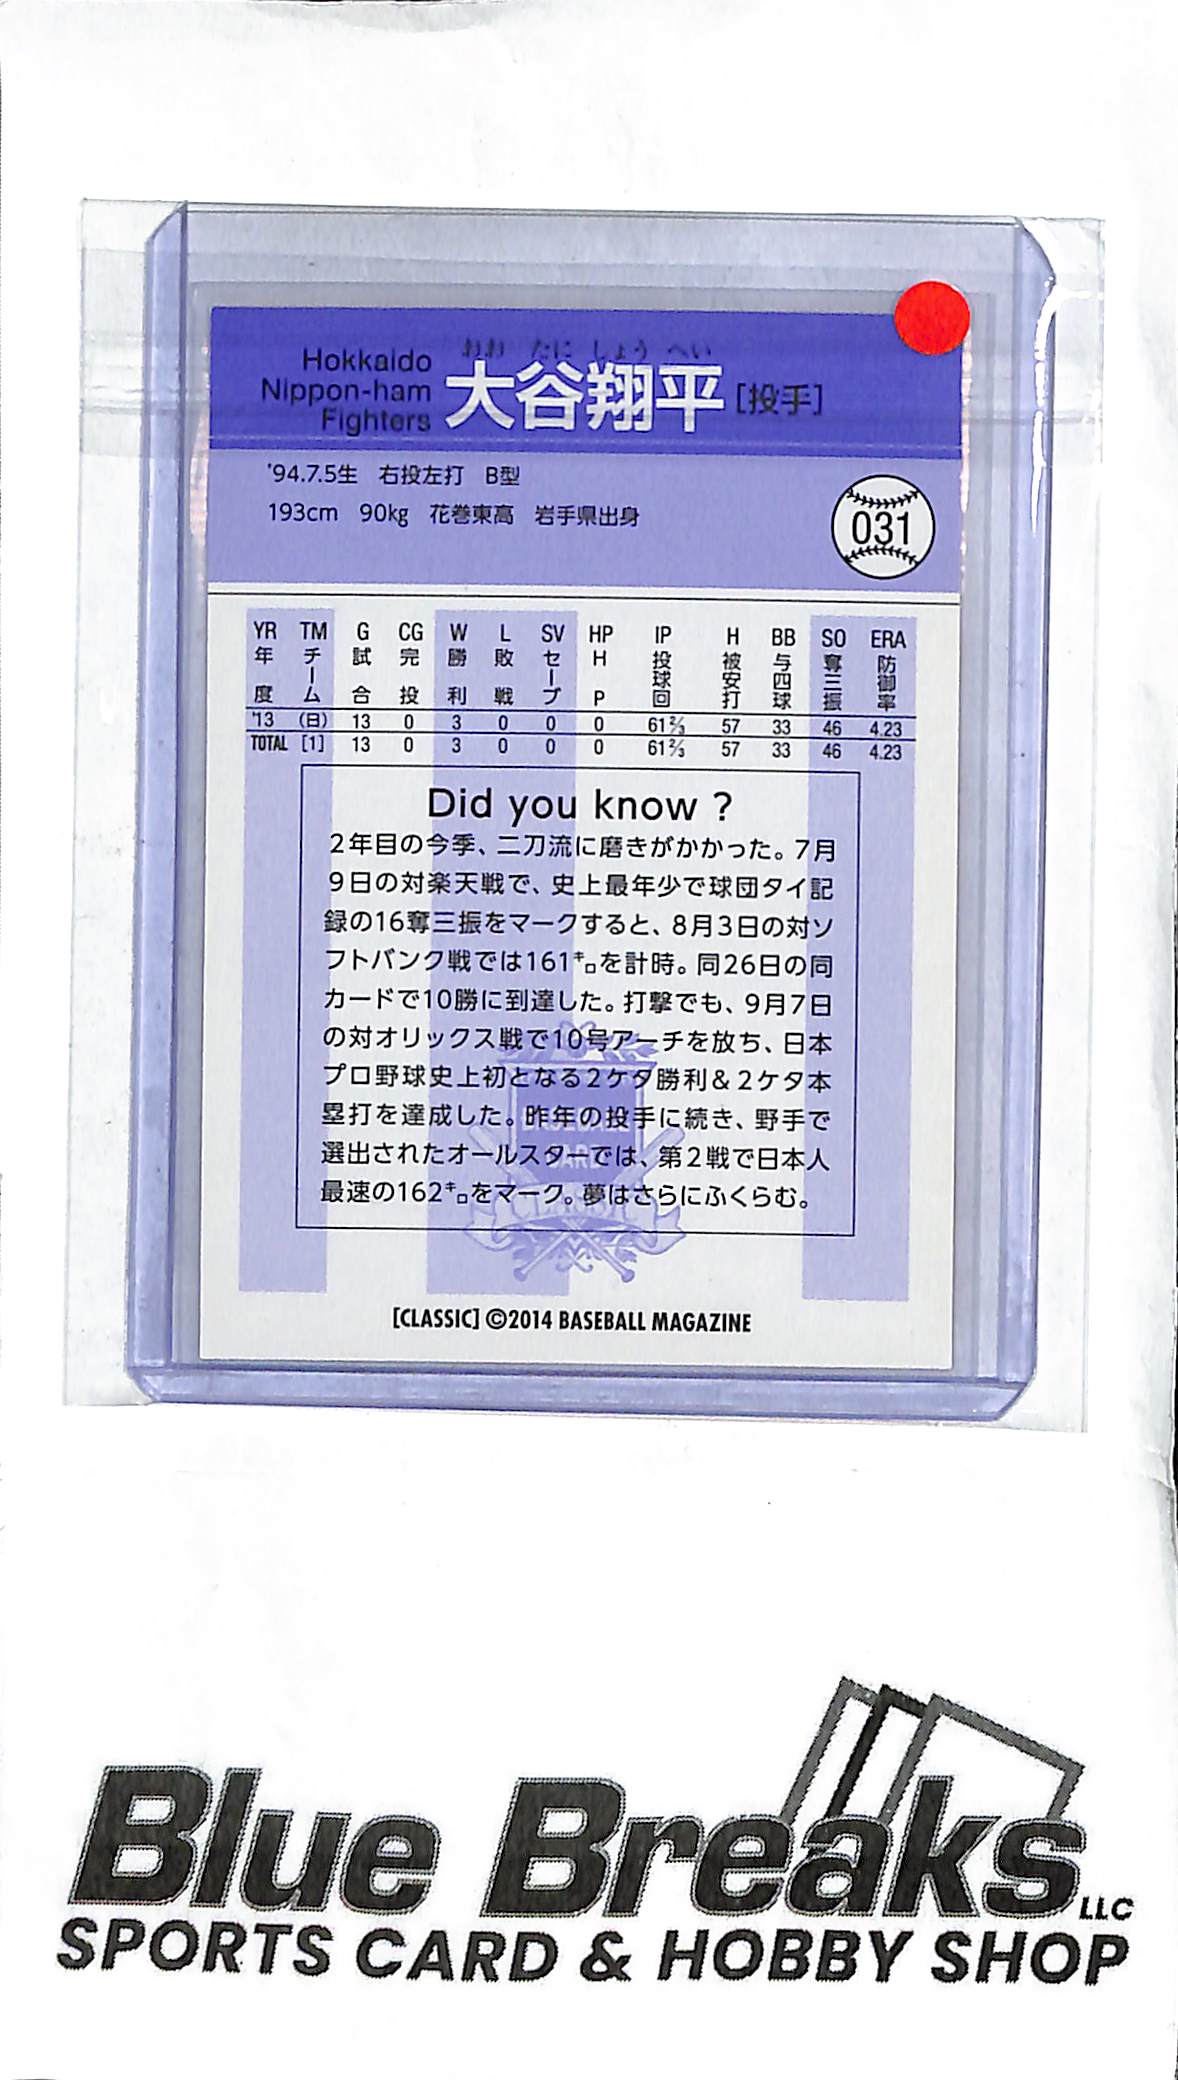 おお たに しょう へい
Hokkaido
Nippon-ham
Fighters
大谷翔平 [投手]
'94.7.5生 右投左打 B型
193cm 90kg 花巻東高 岩手県出身
031
YR TM G CG W L SV HP IP H BB SO ERA
年度 チーム 試合 完投 勝利 敗戦 セーブ HP 投球回 被安打 与四球 奪三振 防御率
'13 (日) 13 0 3 0 0 0 61⅔ 57 33 46 4.23
TOTAL [1] 13 0 3 0 0 0 61⅔ 57 33 46 4.23
Did you know ?
2年目の今季、二刀流に磨きがかかった。7月
9日の対楽天戦で、史上最年少で球団タイ記
録の16奪三振をマークすると、8月3日の対ソ
フトバンク戦では161㌔を計時。同26日の同
カードで10勝に到達した。打撃でも、9月7日
の対オリックス戦で10号アーチを放ち、日本
プロ野球史上初となる2ケタ勝利&2ケタ本
塁打を達成した。昨年の投手に続き、野手で
選出されたオールスターでは、第2戦で日本人
最速の162㌔をマーク。夢はさらにふくらむ。
BASEBALL
CARD
CLASSIC
[CLASSIC] ©2014 BASEBALL MAGAZINE
Blue Breaks LLC
SPORTS CARD & HOBBY SHOP